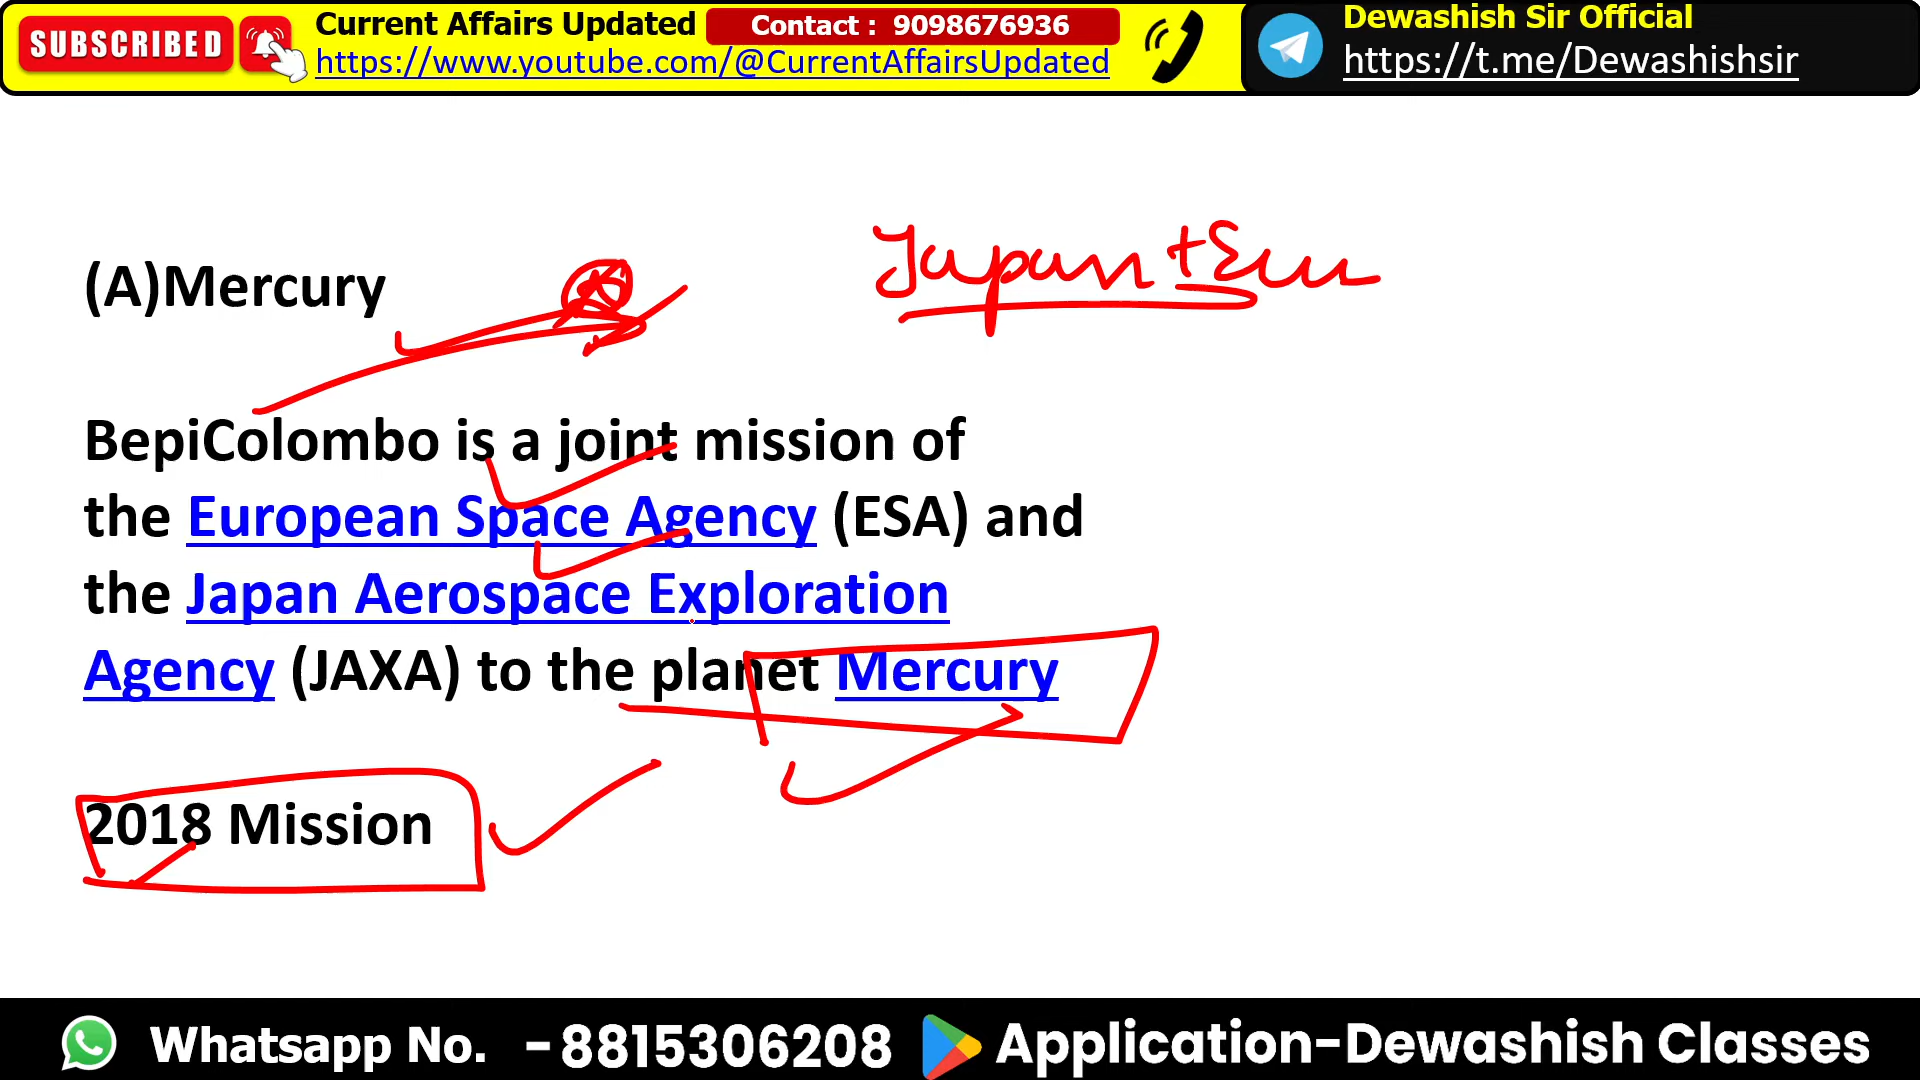 SUBSCRIBED
Current Affairs Updated
Contact : 9098676936
https://www.youtube.com/@CurrentAffairsUpdated
Dewashish Sir Official
https://t.me/Dewashishsir
Japan +
(A)Mercury
BepiColombo is a joint mission of
the European Space Agency (ESA) and
the Japan Aerospace Exploration
Agency (JAXA) to the planet Mercury
2018 Mission
Whatsapp No. -8815306208
Application-Dewashish Classes